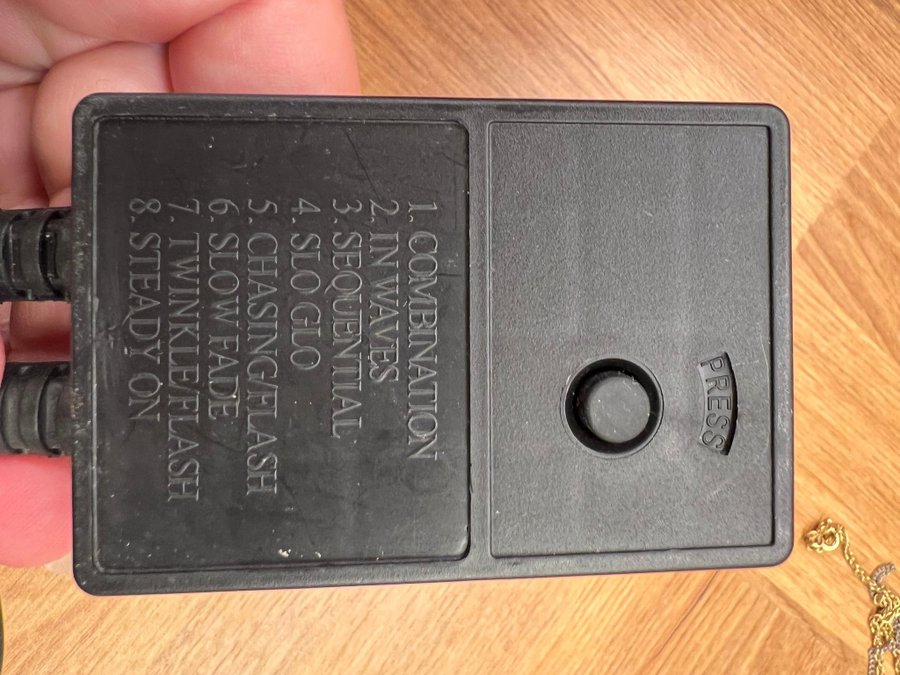 PRESS
1. COMBINATION
2. IN WAVES
3. SEQUENTIAL
4. SLO GLO
5. CHASING/FLASH
6. SLOW FADE
7. TWINKLE/FLASH
8. STEADY ON